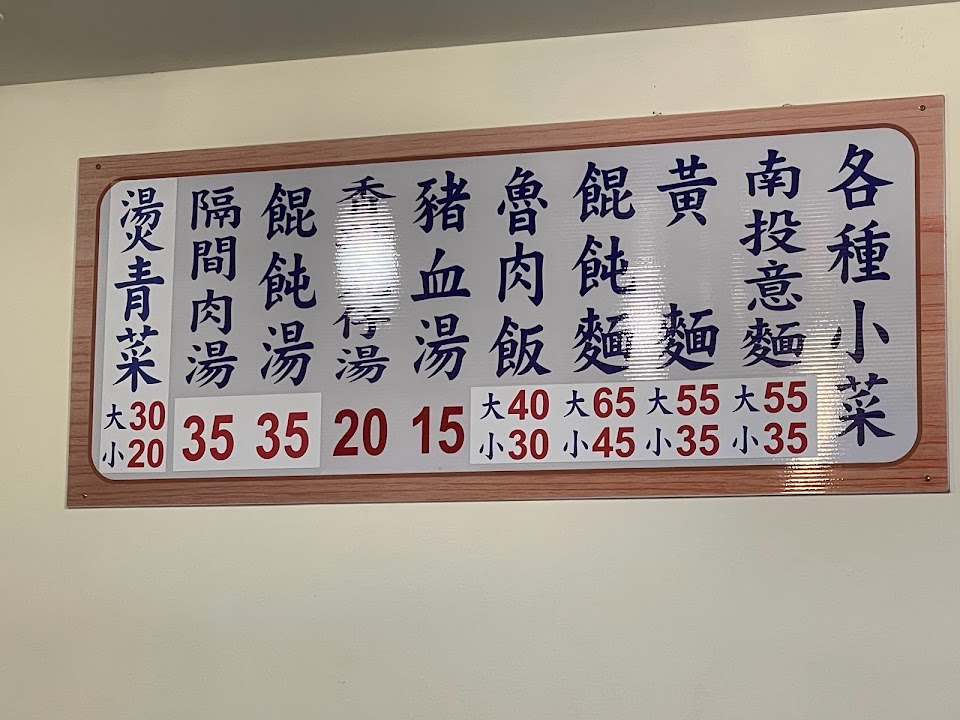 各種小菜
南投意麵
大55
小35
黃麵
大55
小35
餛飩麵
大65
小45
魯肉飯
大40
小30
豬血湯
15
香仔湯
20
餛飩湯
35
隔間肉湯
35
燙青菜
大30
小20